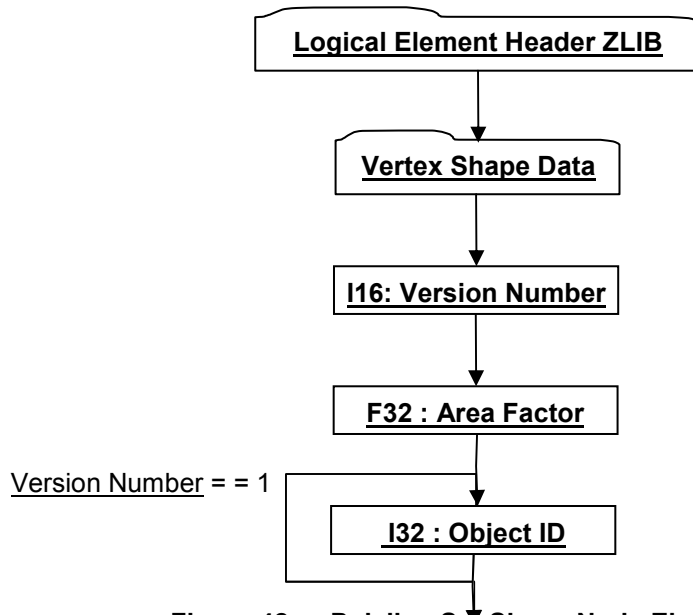 Logical Element Header ZLIB
Vertex Shape Data
I16: Version Number
F32 : Area Factor
Version Number = = 1
I32 : Object ID